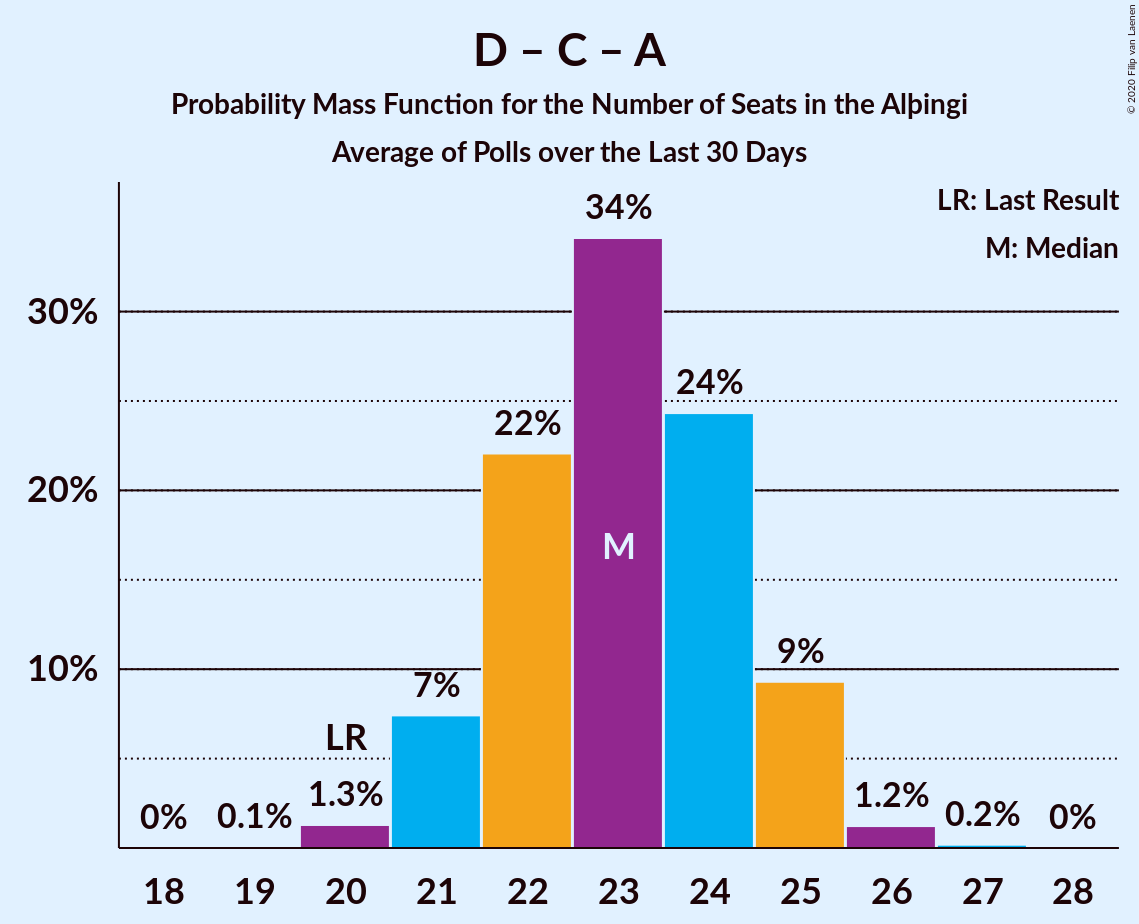 D – C – A
Probability Mass Function for the Number of Seats in the Alþingi
Average of Polls over the Last 30 Days
© 2020 Filip van Laenen
LR: Last Result
M: Median
34%
30%
24%
22%
20%
M
9%
10%
7%
LR
1.3%
1.2%
0%
0.1%
0.2%
0%
18 19 20 21 22 23 24 25 26 27 28